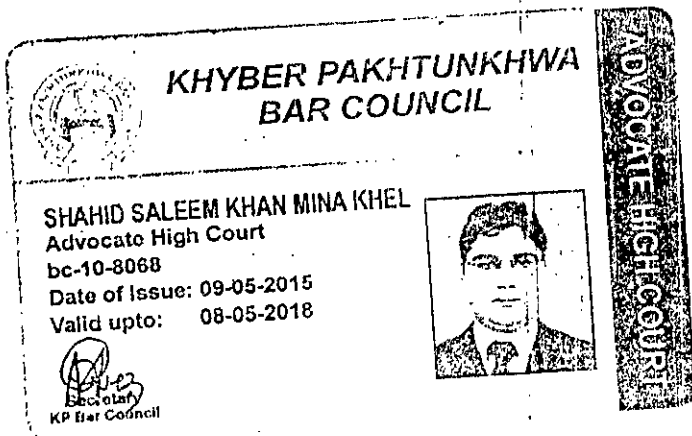 KHYBER PAKHTUNKHWA
BAR COUNCIL
SHAHID SALEEM KHAN MINA KHEL
Advocate High Court
bc-10-8068
Date of Issue: 09-05-2015
Valid upto: 08-05-2018
Secretary
KP Bar Council
ADVOCATE HIGH COURT